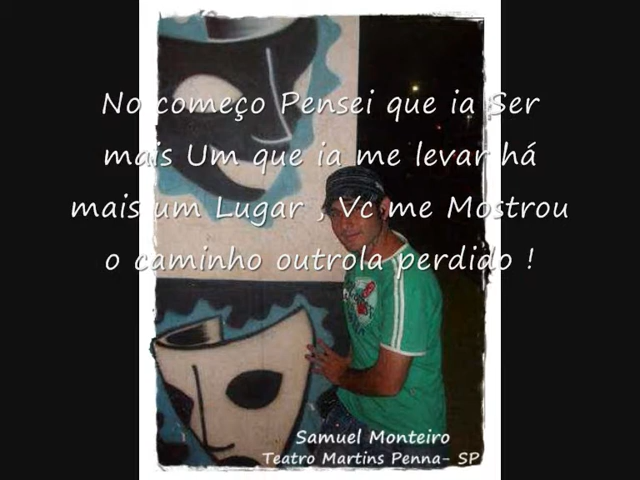 No começo Pensei que ia Ser
mais Um que ia me levar há
mais um Lugar , Vc me Mostrou
o caminho outrola perdido !
Samuel Monteiro
Teatro Martins Penna- SP